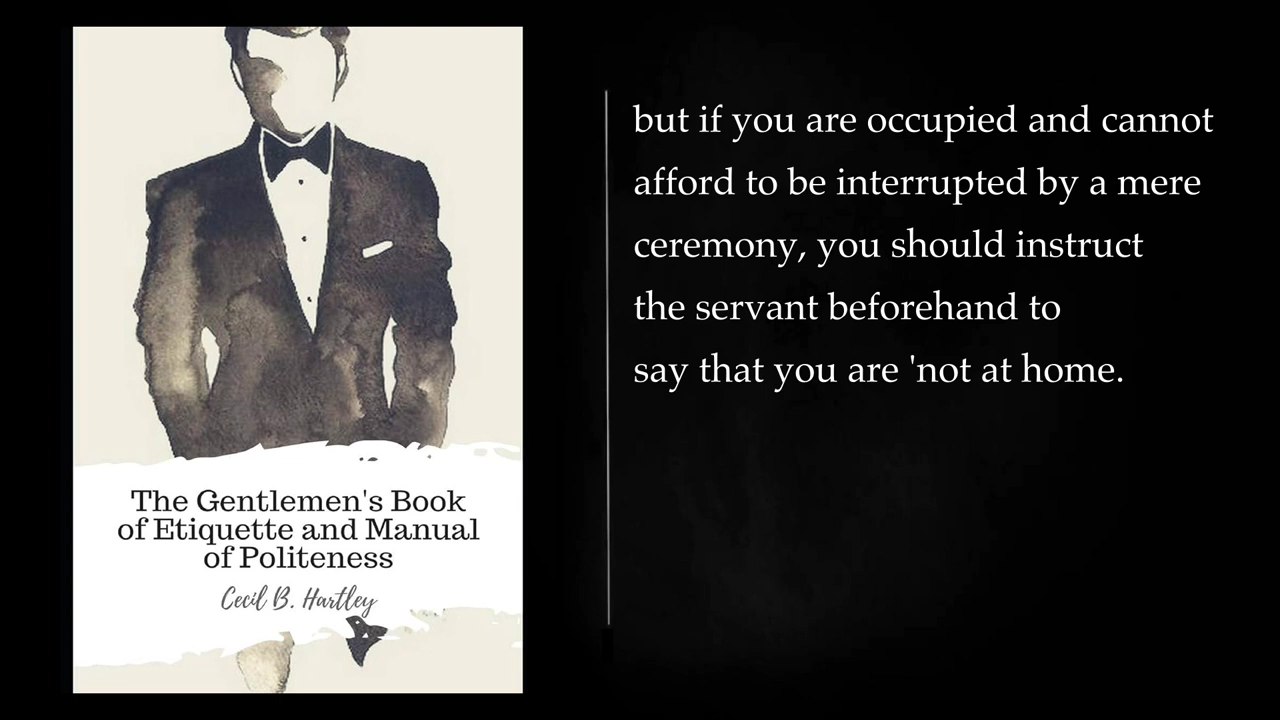 The Gentlemen's Book
of Etiquette and Manual
of Politeness
Cecil B. Hartley
but if you are occupied and cannot
afford to be interrupted by a mere
ceremony, you should instruct
the servant beforehand to
say that you are 'not at home.